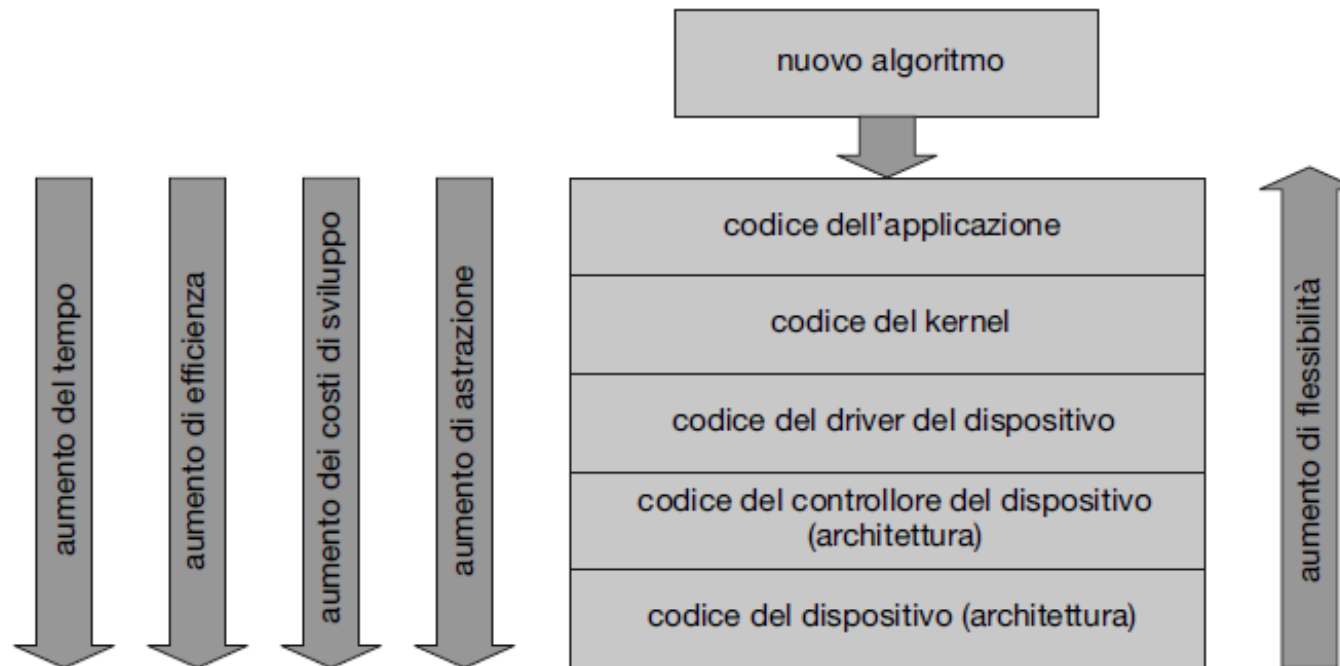 nuovo algoritmo
aumento del tempo
aumento di efficienza
aumento dei costi di sviluppo
aumento di astrazione
codice dell'applicazione
codice del kernel
codice del driver del dispositivo
codice del controllore del dispositivo
(architettura)
codice del dispositivo (architettura)
aumento di flessibilità